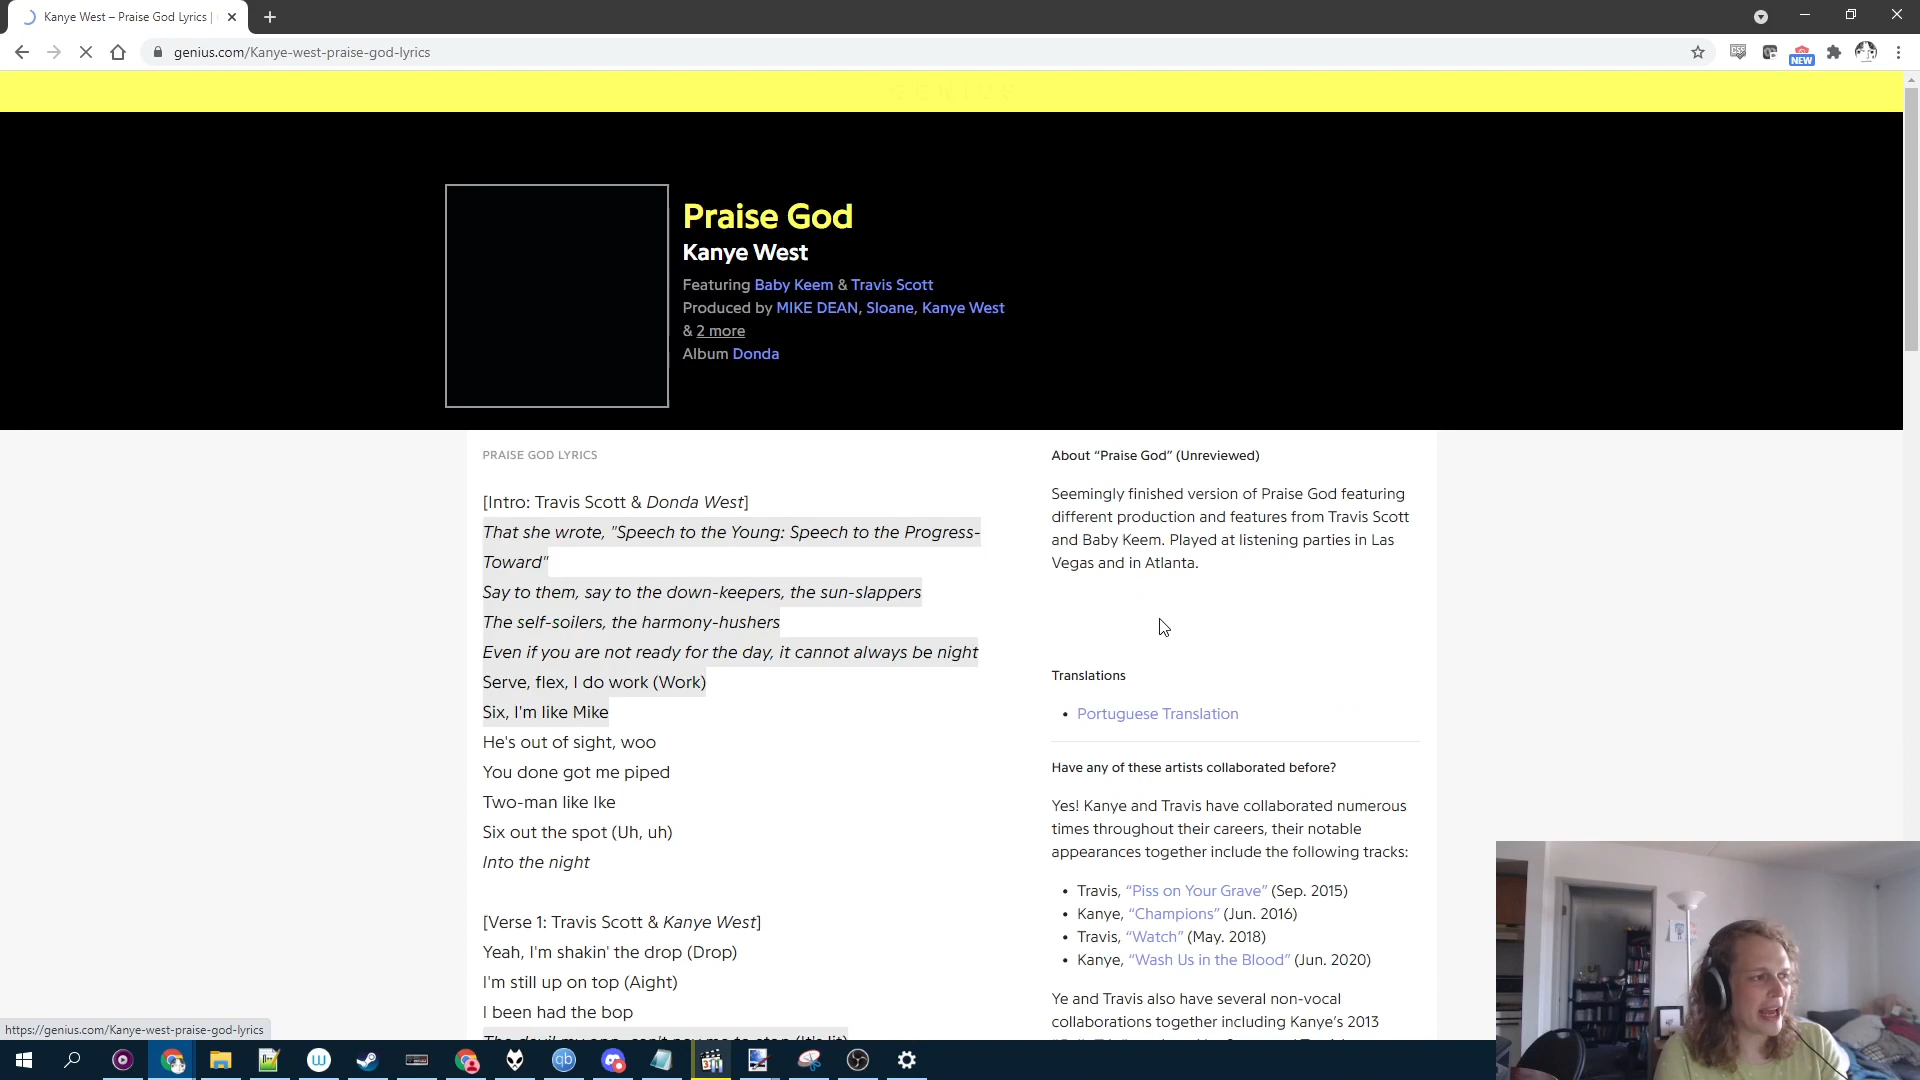 Kanye West – Praise God Lyrics |
genius.com/Kanye-west-praise-god-lyrics
NEW
Praise God
Kanye West
Featuring Baby Keem & Travis Scott
Produced by MIKE DEAN, Sloane, Kanye West
& 2 more
Album Donda
PRAISE GOD LYRICS
[Intro: Travis Scott & Donda West]
That she wrote, "Speech to the Young: Speech to the Progress-
Toward"
Say to them, say to the down-keepers, the sun-slappers
The self-soilers, the harmony-hushers
Even if you are not ready for the day, it cannot always be night
Serve, flex, I do work (Work)
Six, I'm like Mike
He's out of sight, woo
You done got me piped
Two-man like Ike
Six out the spot (Uh, uh)
Into the night
[Verse 1: Travis Scott & Kanye West]
Yeah, I'm shakin' the drop (Drop)
I'm still up on top (Aight)
I been had the bop
About “Praise God” (Unreviewed)
Seemingly finished version of Praise God featuring
different production and features from Travis Scott
and Baby Keem. Played at listening parties in Las
Vegas and in Atlanta.
Translations
• Portuguese Translation
Have any of these artists collaborated before?
Yes! Kanye and Travis have collaborated numerous
times throughout their careers, their notable
appearances together include the following tracks:
• Travis, “Piss on Your Grave” (Sep. 2015)
• Kanye, “Champions” (Jun. 2016)
• Travis, “Watch” (May. 2018)
• Kanye, “Wash Us in the Blood” (Jun. 2020)
Ye and Travis also have several non-vocal
collaborations together including Kanye’s 2013
https://genius.com/Kanye-west-praise-god-lyrics
qb